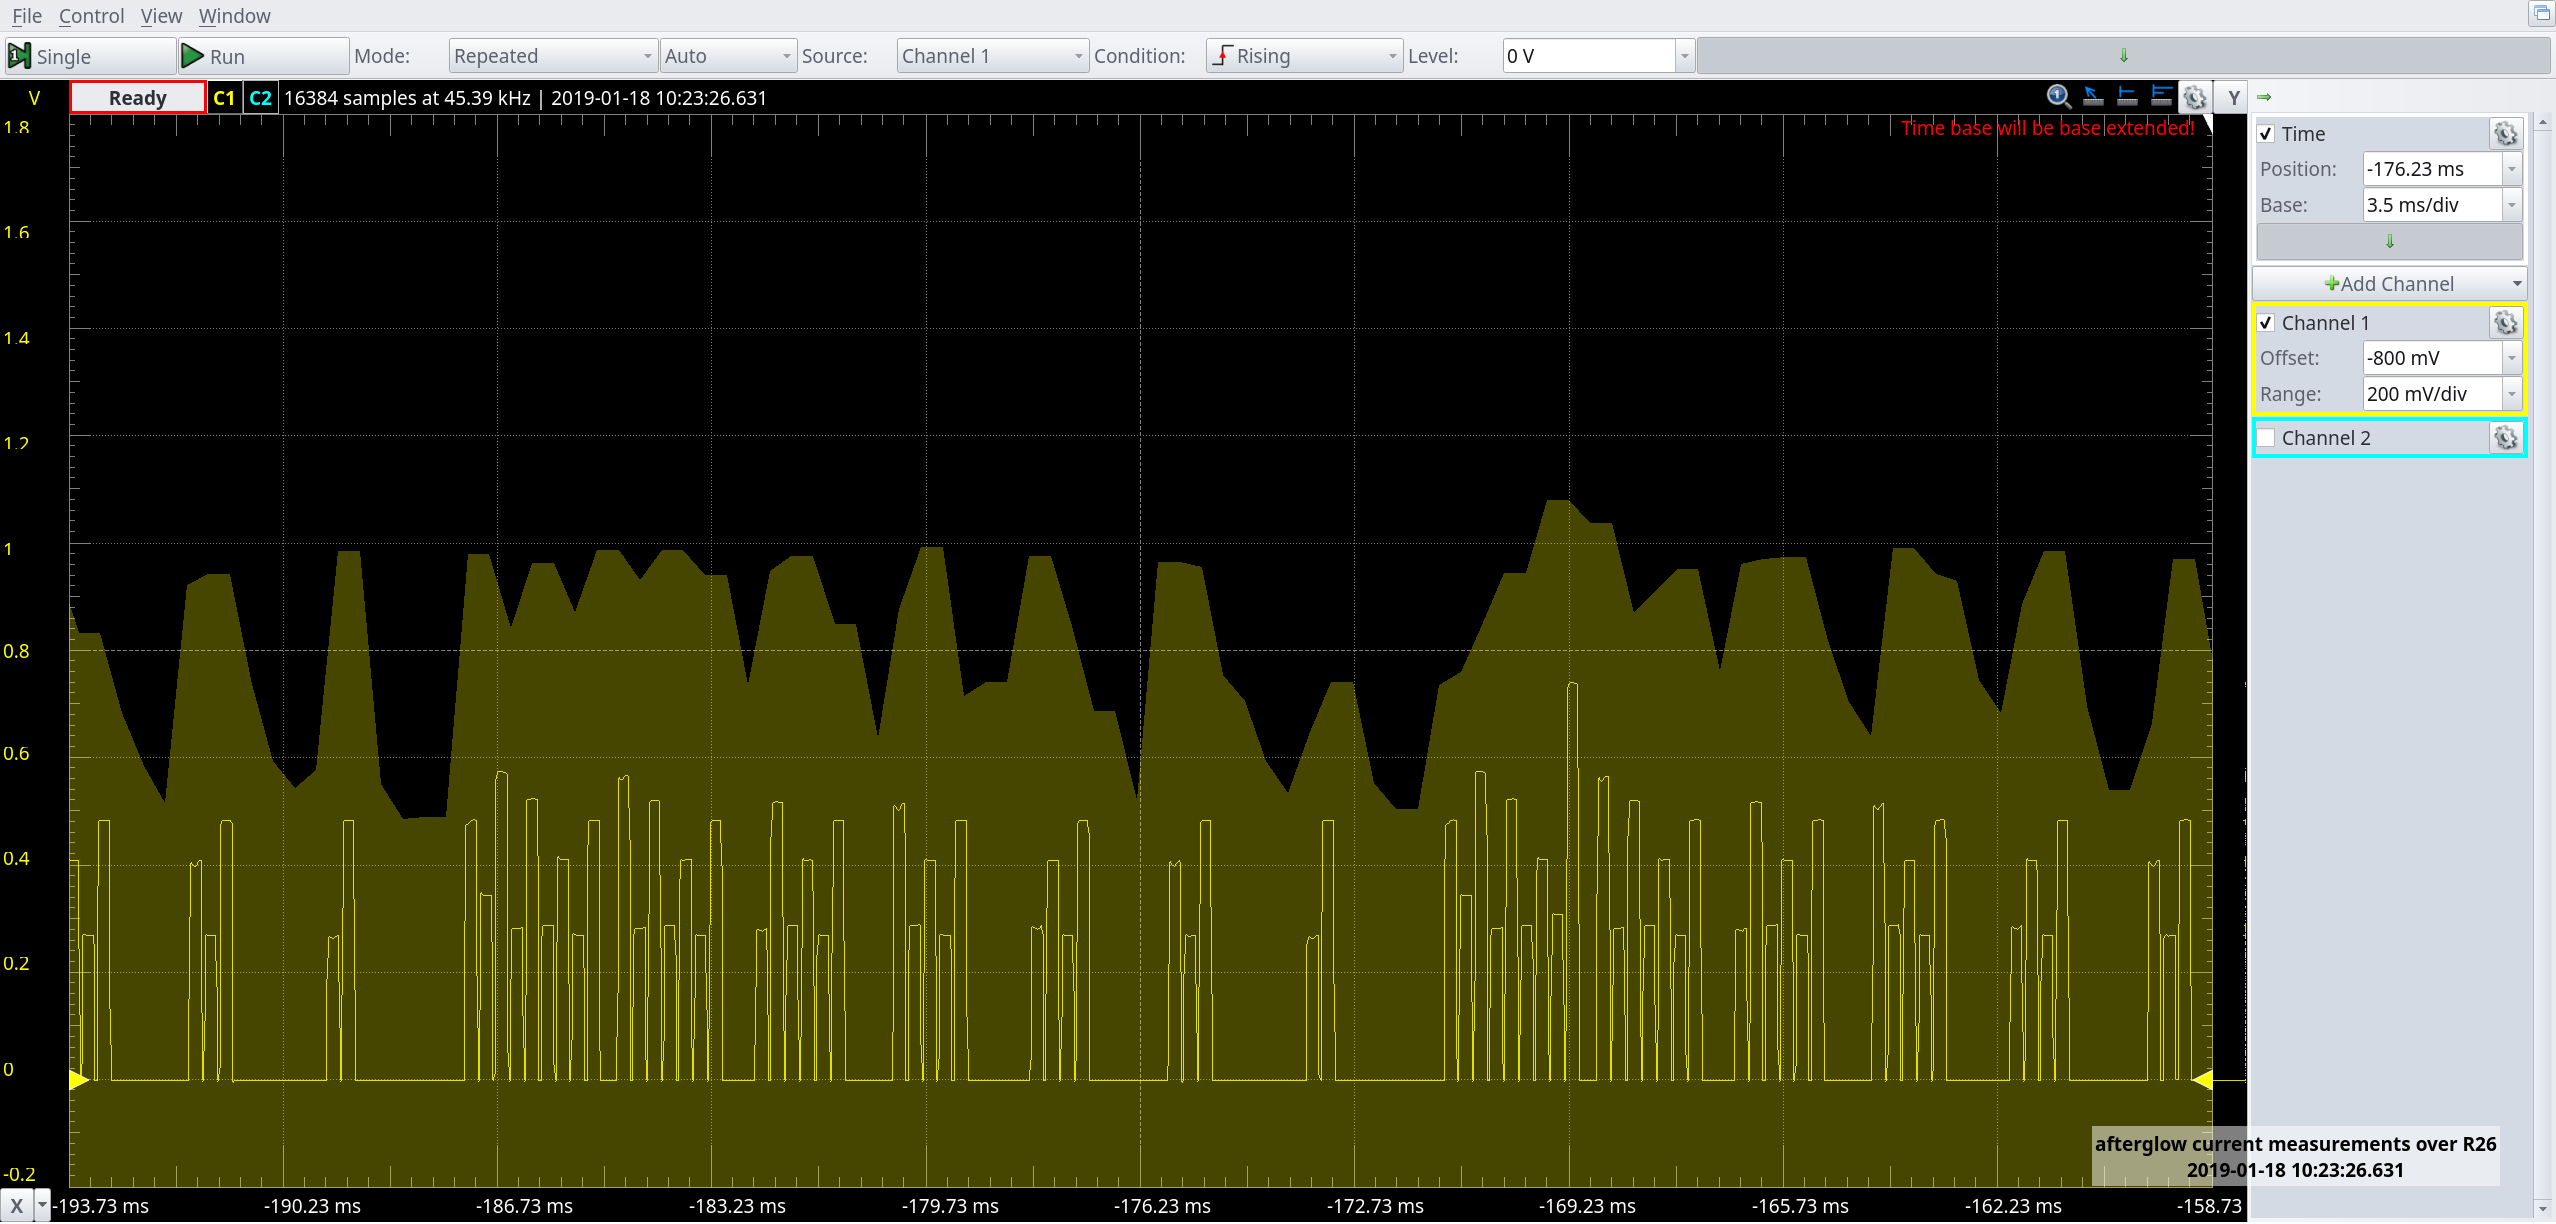 File Control View Window
Single Run Mode: Repeated Auto Source: Channel 1 Condition: Rising Level: 0 V
V Ready C1 C2 16384 samples at 45.39 kHz | 2019-01-18 10:23:26.631 Y
Time base will be base extended!
1.8
1.6
1.4
1.2
1
0.8
0.6
0.4
0.2
0
-0.2
Time
Position: -176.23 ms
Base: 3.5 ms/div
Add Channel
Channel 1
Offset: -800 mV
Range: 200 mV/div
Channel 2
afterglow current measurements over R26
2019-01-18 10:23:26.631
X -193.73 ms -190.23 ms -186.73 ms -183.23 ms -179.73 ms -176.23 ms -172.73 ms -169.23 ms -165.73 ms -162.23 ms -158.73